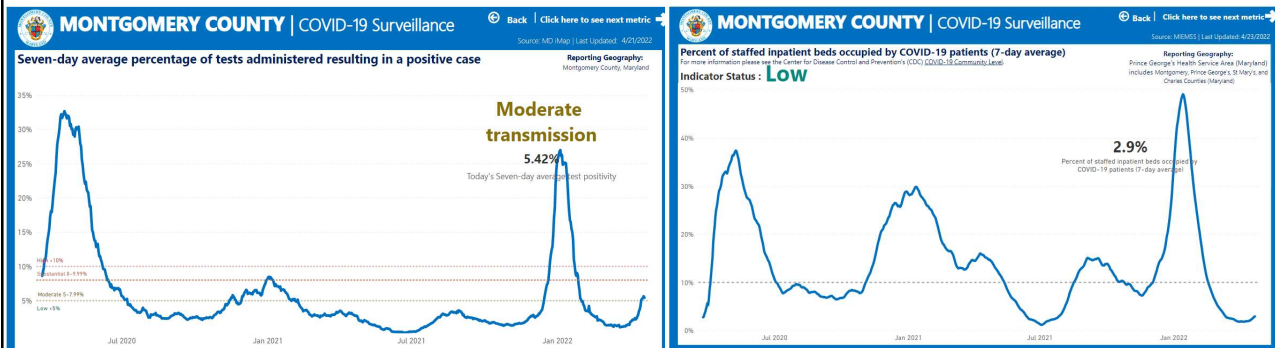 MONTGOMERY COUNTY | COVID-19 Surveillance
Back | Click here to see next metric
Source: MD iMap | Last Updated: 4/21/2022
Seven-day average percentage of tests administered resulting in a positive case
Reporting Geography:
Montgomery County, Maryland
35%
30%
25%
20%
15%
10%
5%
High >10%
Substantial 8-9.99%
Moderate 5-7.99%
Low <5%
Moderate
transmission
5.42%
Today's Seven-day average test positivity
Jul 2020
Jan 2021
Jul 2021
Jan 2022
MONTGOMERY COUNTY | COVID-19 Surveillance
Back | Click here to see next metric
Source: MIEMSS | Last Updated: 4/23/2022
Percent of staffed inpatient beds occupied by COVID-19 patients (7-day average)
For more information please see the Center for Disease Control and Prevention's (CDC) COVID-19 Community Level.
Indicator Status : Low
Reporting Geography:
Prince George's Health Service Area (Maryland)
includes Montgomery, Prince George's, St Mary's, and
Charles Counties (Maryland)
50%
40%
30%
20%
10%
0%
2.9%
Percent of staffed inpatient beds occupied by
COVID-19 patients (7-day average)
Jul 2020
Jan 2021
Jul 2021
Jan 2022